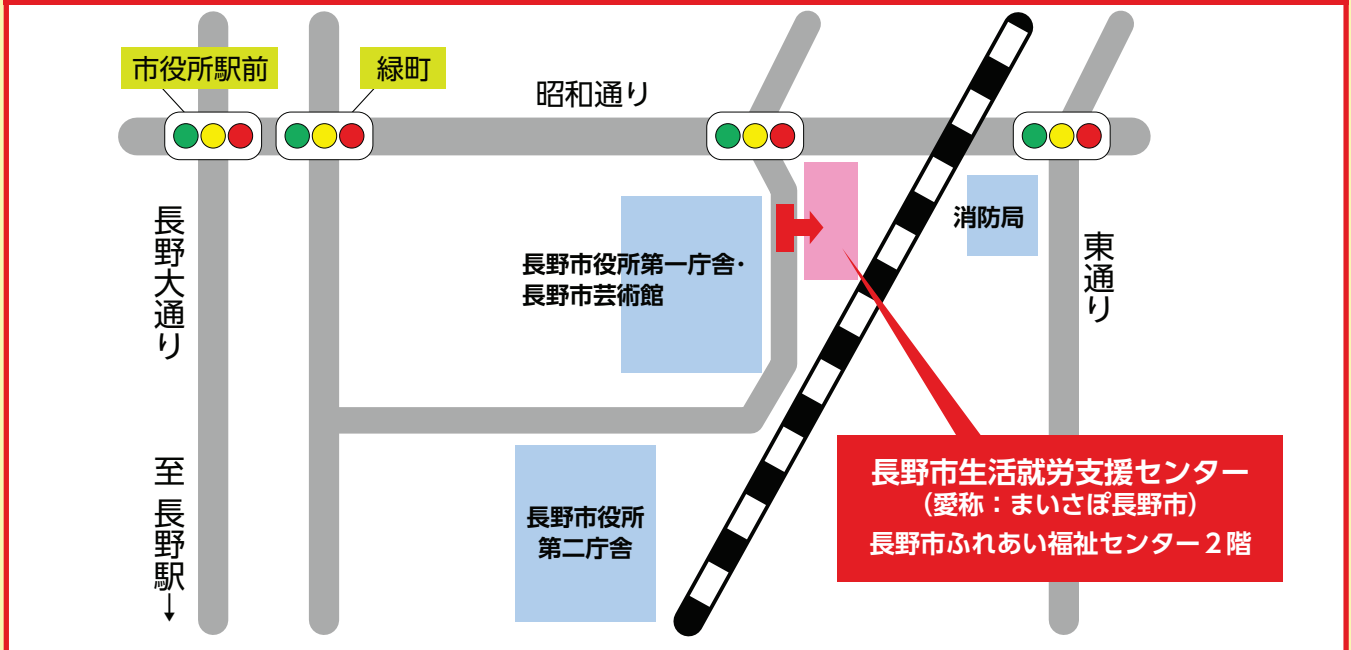 市役所駅前
緑町
昭和通り
長野大通り
長野市役所第一庁舎・
長野市芸術館
消防局
東通り
至 長野駅→
長野市役所
第二庁舎
長野市生活就労支援センター
（愛称：まいさぽ長野市）
長野市ふれあい福祉センター２階